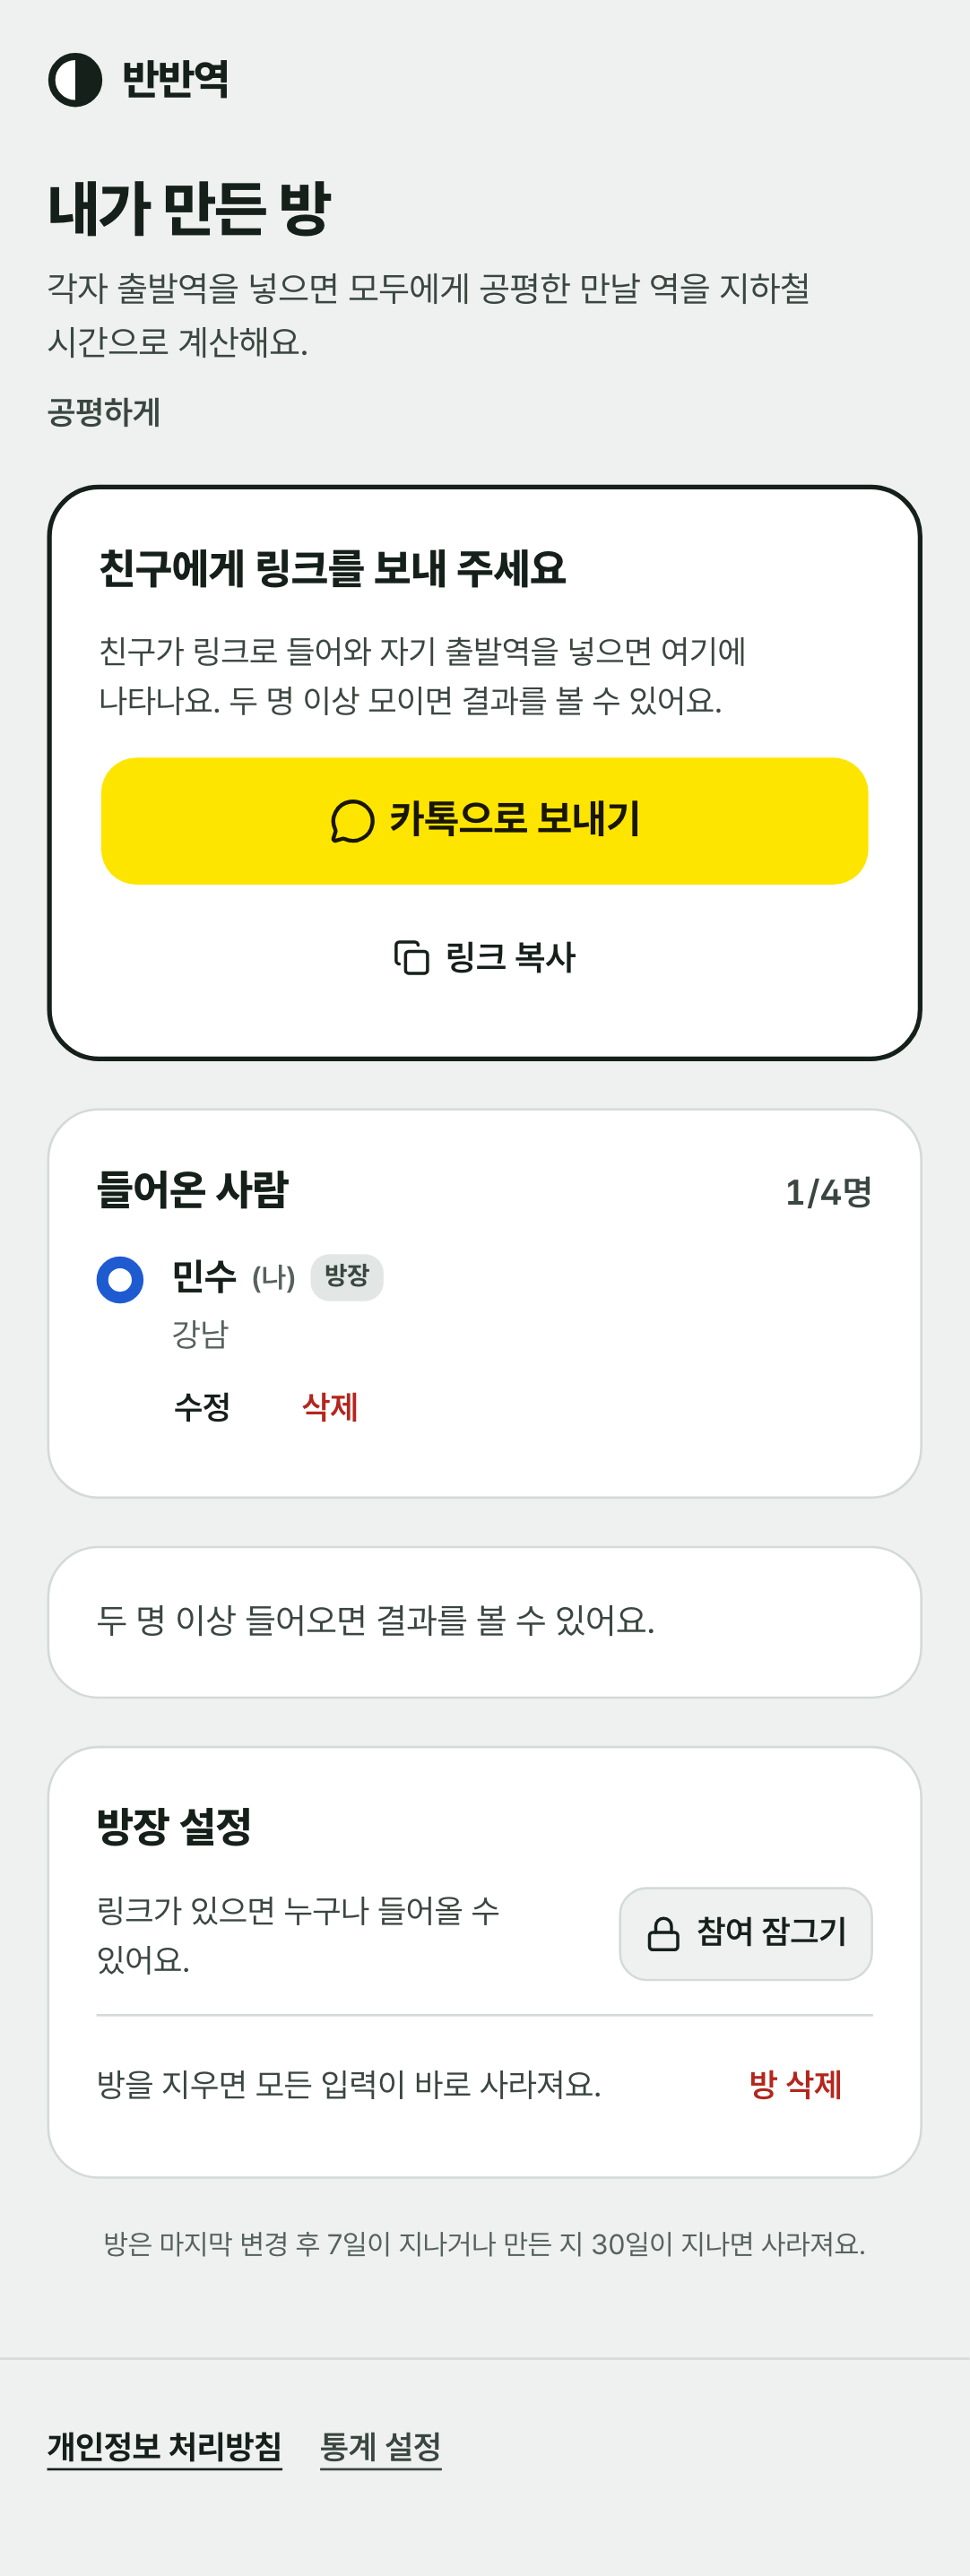 반반역
내가 만든 방
각자 출발역을 넣으면 모두에게 공평한 만날 역을 지하철
시간으로 계산해요.
공평하게
친구에게 링크를 보내 주세요
친구가 링크로 들어와 자기 출발역을 넣으면 여기에
나타나요. 두 명 이상 모이면 결과를 볼 수 있어요.
카톡으로 보내기
링크 복사
들어온 사람 1/4명
민수 (나) 방장
강남
수정 삭제
두 명 이상 들어오면 결과를 볼 수 있어요.
방장 설정
링크가 있으면 누구나 들어올 수
있어요.
참여 잠그기
방을 지우면 모든 입력이 바로 사라져요. 방 삭제
방은 마지막 변경 후 7일이 지나거나 만든 지 30일이 지나면 사라져요.
개인정보 처리방침 통계 설정